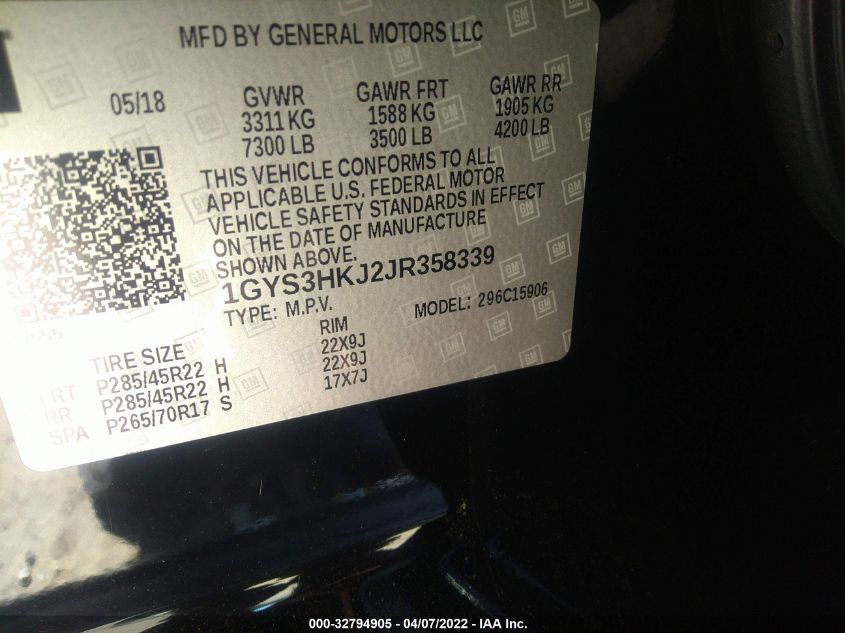 MFD BY GENERAL MOTORS LLC
05/18
GVWR
3311 KG
7300 LB
GAWR FRT
1588 KG
3500 LB
GAWR RR
1905 KG
4200 LB
THIS VEHICLE CONFORMS TO ALL
APPLICABLE U.S. FEDERAL MOTOR
VEHICLE SAFETY STANDARDS IN EFFECT
ON THE DATE OF MANUFACTURE
SHOWN ABOVE.
1GYS3HKJ2JR358339
TYPE: M.P.V. MODEL: 296C15906
TIRE SIZE RIM
FRT P285/45R22 H 22X9J
RR P285/45R22 H 22X9J
SPA P265/70R17 S 17X7J
GM
000-32794905 - 04/07/2022 - IAA Inc.